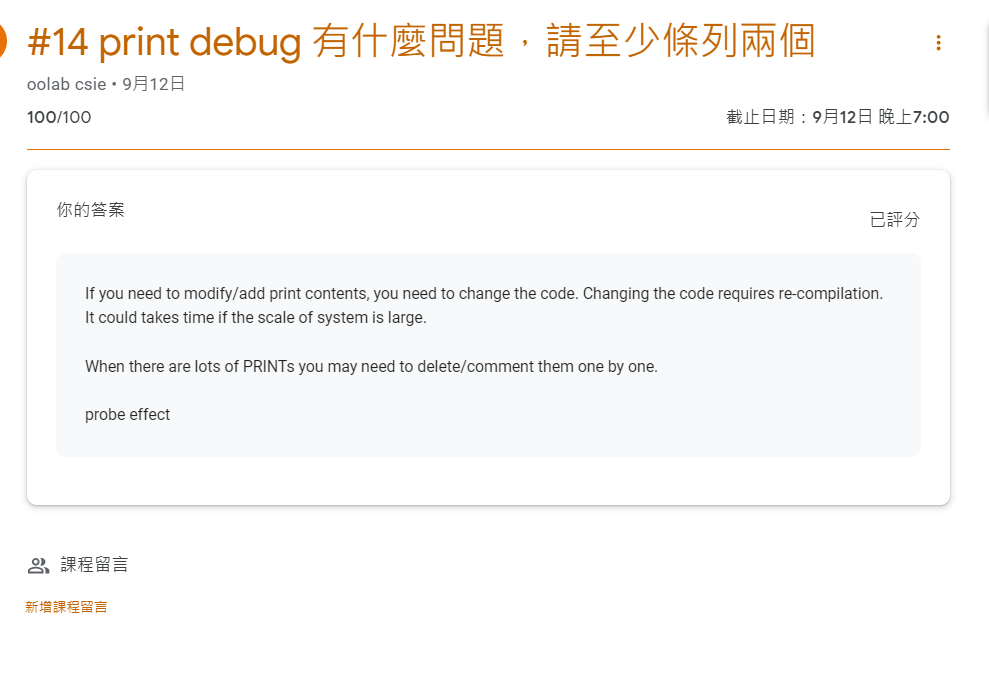 #14 print debug 有什麼問題，請至少條列兩個
oolab csie • 9月12日
100/100
截止日期：9月12日 晚上7:00
你的答案
已評分
If you need to modify/add print contents, you need to change the code. Changing the code requires re-compilation.
It could takes time if the scale of system is large.
When there are lots of PRINTs you may need to delete/comment them one by one.
probe effect
課程留言
新增課程留言